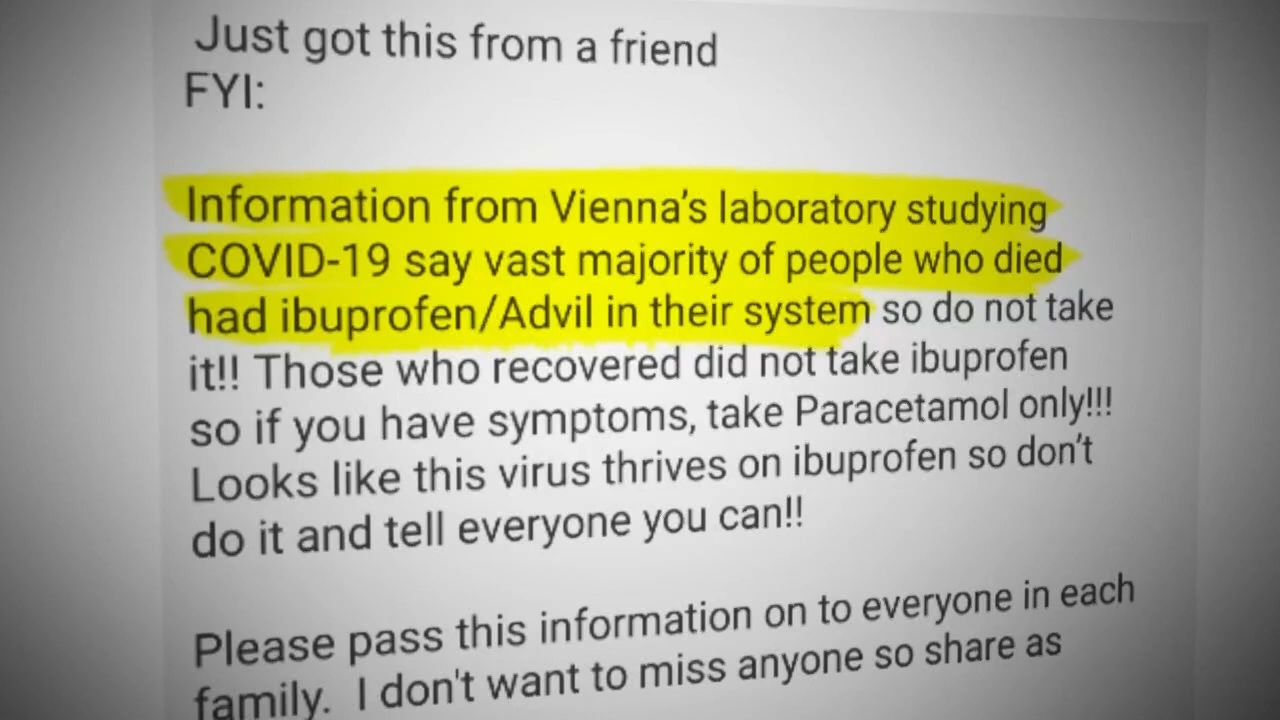 Just got this from a friend
FYI:
Information from Vienna's laboratory studying
COVID-19 say vast majority of people who died
had ibuprofen/Advil in their system so do not take
it!! Those who recovered did not take ibuprofen
so if you have symptoms, take Paracetamol only!!!
Looks like this virus thrives on ibuprofen so don't
do it and tell everyone you can!!
Please pass this information on to everyone in each
family. I don't want to miss anyone so share as